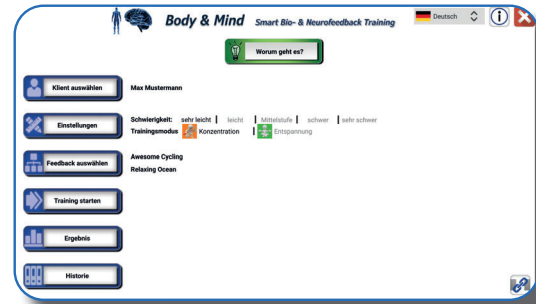 Body & Mind Smart Bio- & Neurofeedback Training
Deutsch
Worum geht es?
Klient auswählen Max Mustermann
Einstellungen
Schwierigkeit: sehr leicht | leicht | Mittelstufe | schwer | sehr schwer
Trainingsmodus Konzentration | Entspannung
Feedback auswählen
Awesome Cycling
Relaxing Ocean
Training starten
Ergebnis
Historie